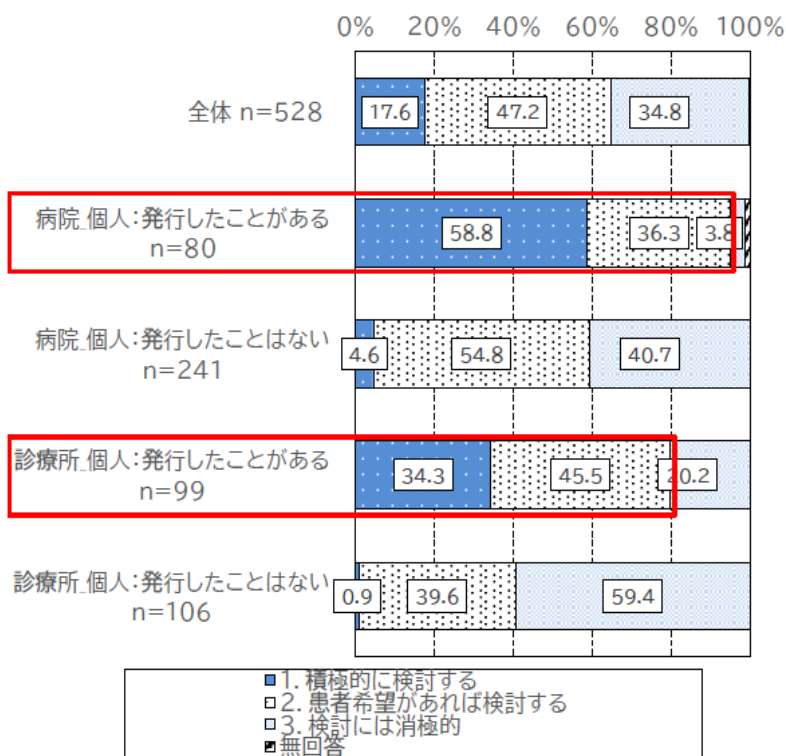 0% 20% 40% 60% 80% 100%
全体 n=528
17.6 47.2 34.8
病院_個人:発行したことがある
n=80
58.8 36.3 3.8
病院_個人:発行したことはない
n=241
4.6 54.8 40.7
診療所_個人:発行したことがある
n=99
34.3 45.5 20.2
診療所_個人:発行したことはない
n=106
0.9 39.6 59.4
1. 積極的に検討する
2. 患者希望があれば検討する
3. 検討には消極的
無回答